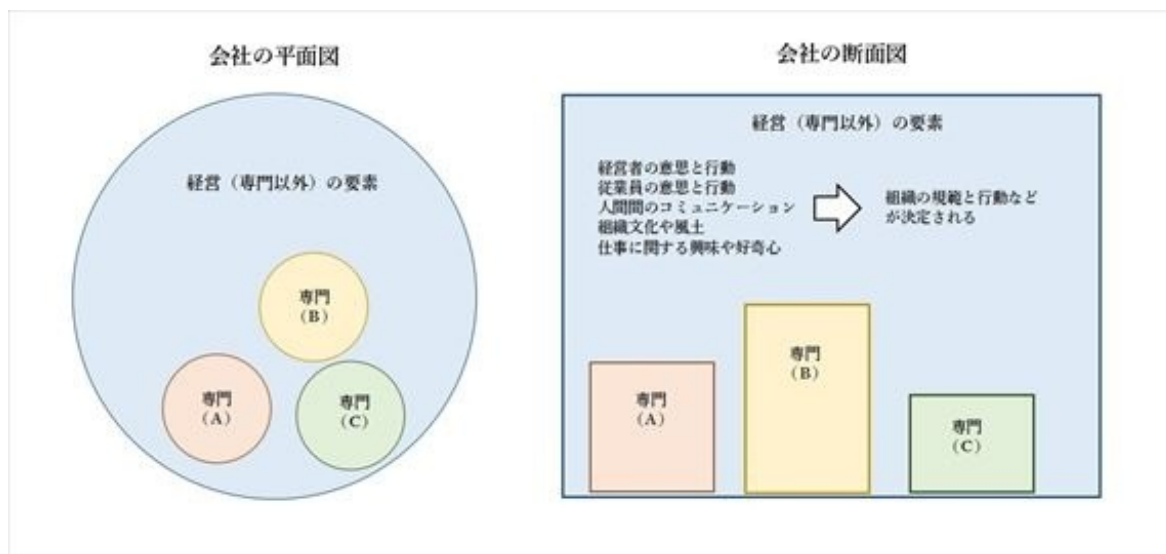 会社の平面図
経営（専門以外）の要素
専門
（B）
専門
（A）
専門
（C）
会社の断面図
経営（専門以外）の要素
経営者の意思と行動
従業員の意思と行動
人間間のコミュニケーション
組織文化や風土
仕事に関する興味や好奇心
組織の規範と行動など
が決定される
専門
（A）
専門
（B）
専門
（C）